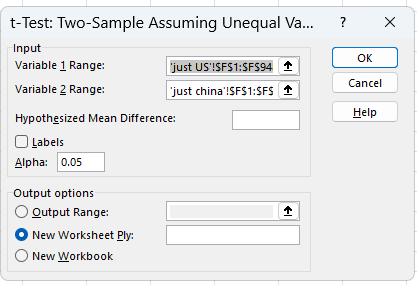 t-Test: Two-Sample Assuming Unequal Va... ? ×
Input
Variable 1 Range: 'just US'!$F$1:$F$94 OK
Variable 2 Range: 'just china'!$F$1:$F$ Cancel
Hypothesized Mean Difference: Help
Labels
Alpha: 0.05
Output options
Output Range:
New Worksheet Ply:
New Workbook